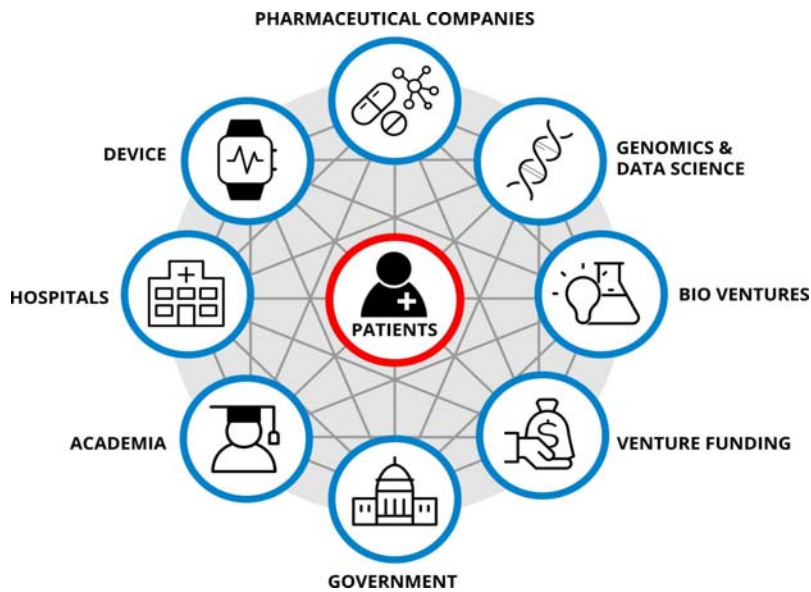 PHARMACEUTICAL COMPANIES
DEVICE
GENOMICS &
DATA SCIENCE
HOSPITALS
PATIENTS
BIO VENTURES
ACADEMIA
VENTURE FUNDING
GOVERNMENT